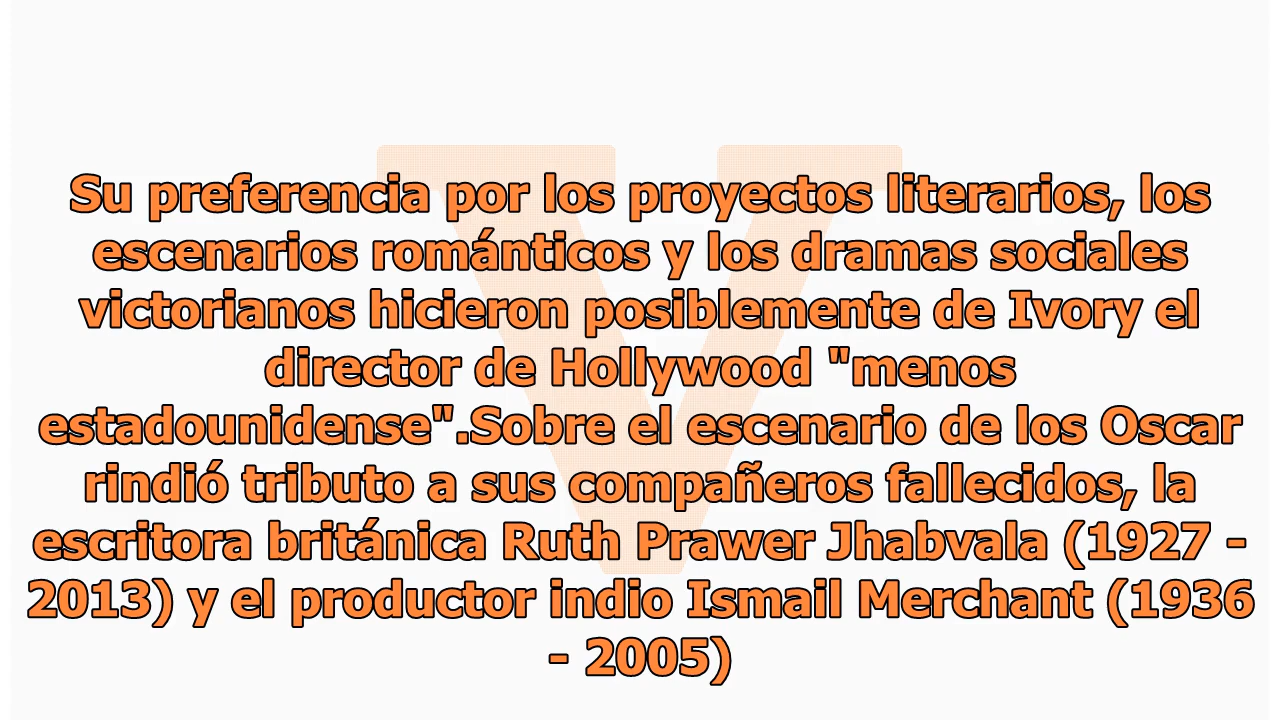 Su preferencia por los proyectos literarios, los
escenarios románticos y los dramas sociales
victorianos hicieron posiblemente de Ivory el
director de Hollywood "menos
estadounidense".Sobre el escenario de los Oscar
rindió tributo a sus compañeros fallecidos, la
escritora británica Ruth Prawer Jhabvala (1927 -
2013) y el productor indio Ismail Merchant (1936
- 2005)